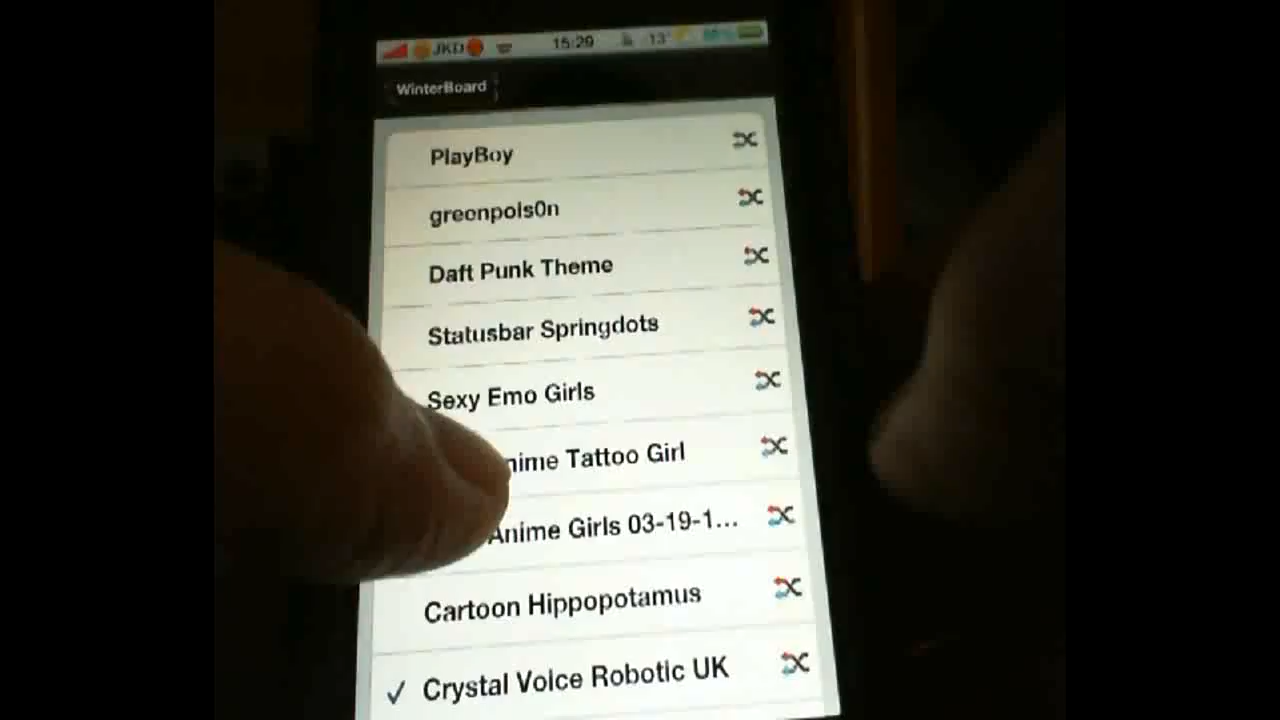 JKD 15:29 13°
WinterBoard
PlayBoy
greenpois0n
Daft Punk Theme
Statusbar Springdots
Sexy Emo Girls
nime Tattoo Girl
Anime Girls 03-19-1...
Cartoon Hippopotamus
Crystal Voice Robotic UK